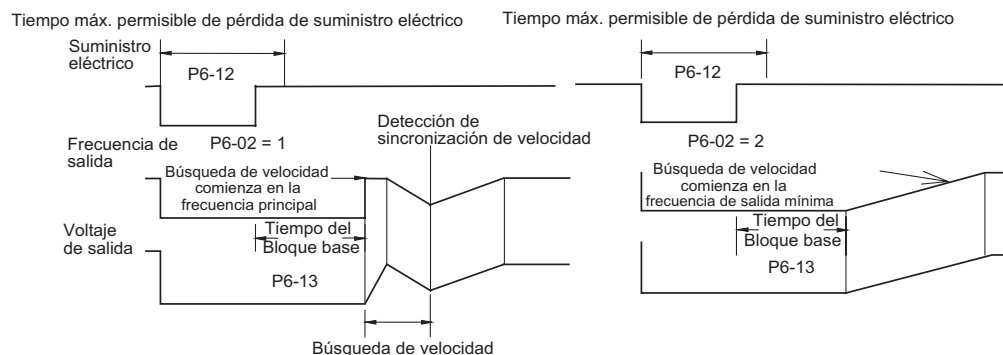 Tiempo máx. permisible de pérdida de suministro eléctrico
Suministro
eléctrico
P6-12
P6-02 = 1
Frecuencia de
salida
Detección de
sincronización de velocidad
Búsqueda de velocidad
comienza en la
frecuencia principal
Voltaje
de salida
Tiempo del
Bloque base
P6-13
Búsqueda de velocidad
Tiempo máx. permisible de pérdida de suministro eléctrico
P6-12
P6-02 = 2
Búsqueda de velocidad
comienza en la
frecuencia de salida mínima
Tiempo del
Bloque base
P6-13